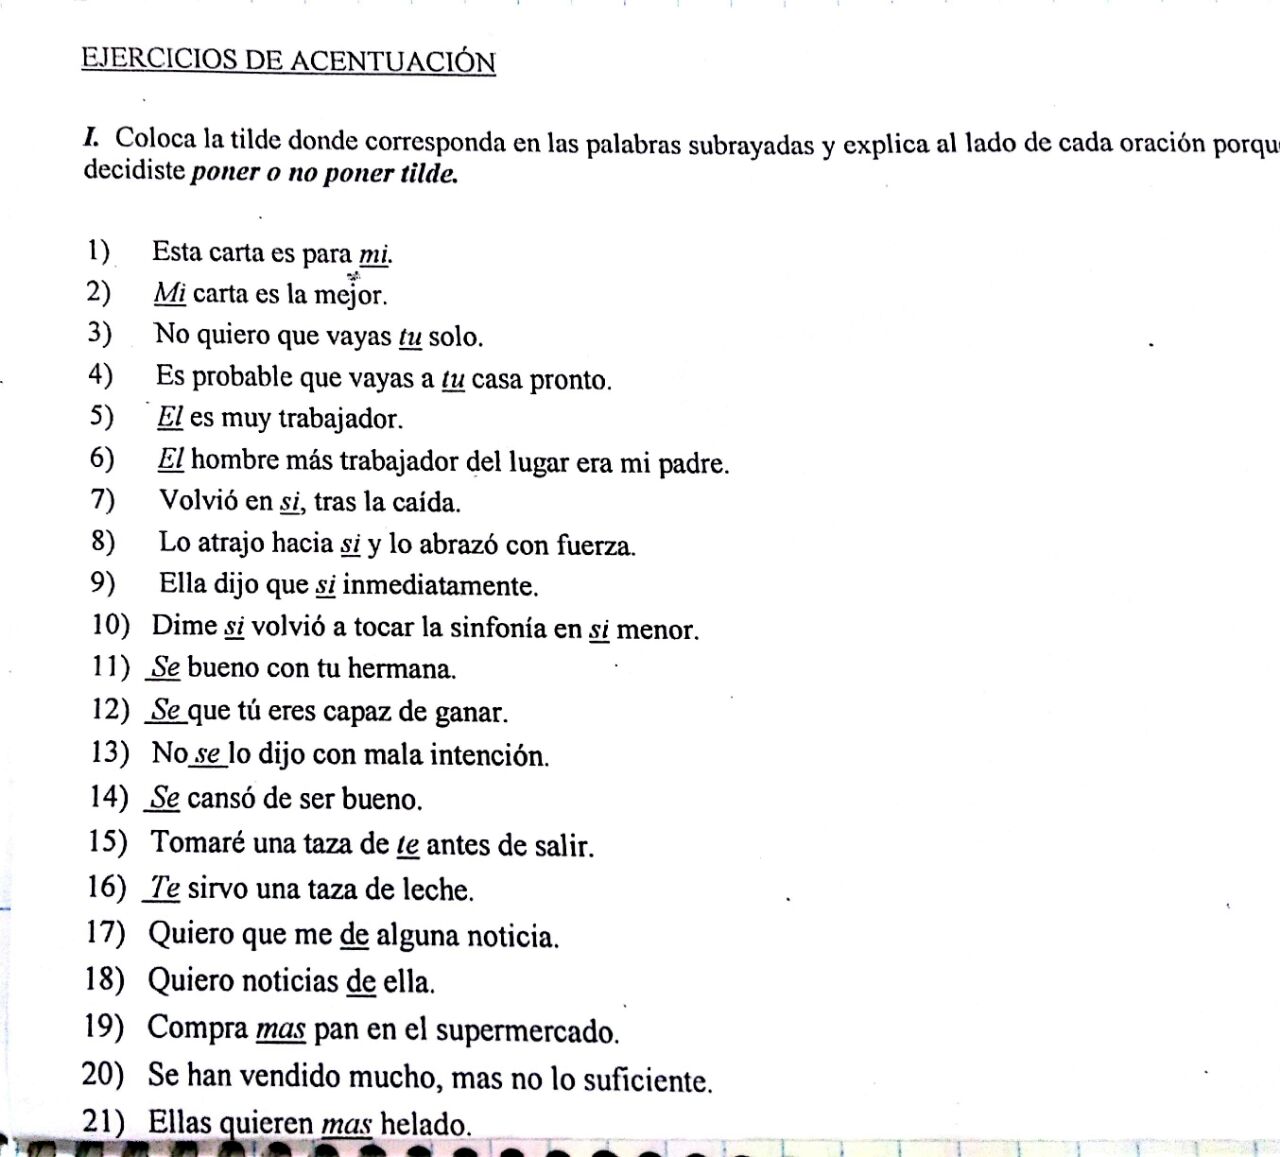 EJERCICIOS DE ACENTUACIÓN
I. Coloca la tilde donde corresponda en las palabras subrayadas y explica al lado de cada oración porqu
decidiste poner o no poner tilde.
1) Esta carta es para mi.
2) Mi carta es la mejor.
3) No quiero que vayas tu solo.
4) Es probable que vayas a tu casa pronto.
5) El es muy trabajador.
6) El hombre más trabajador del lugar era mi padre.
7) Volvió en si, tras la caída.
8) Lo atrajo hacia si y lo abrazó con fuerza.
9) Ella dijo que si inmediatamente.
10) Dime si volvió a tocar la sinfonía en si menor.
11) Se bueno con tu hermana.
12) Se que tú eres capaz de ganar.
13) No se lo dijo con mala intención.
14) Se cansó de ser bueno.
15) Tomaré una taza de te antes de salir.
16) Te sirvo una taza de leche.
17) Quiero que me de alguna noticia.
18) Quiero noticias de ella.
19) Compra mas pan en el supermercado.
20) Se han vendido mucho, mas no lo suficiente.
21) Ellas quieren mas helado.